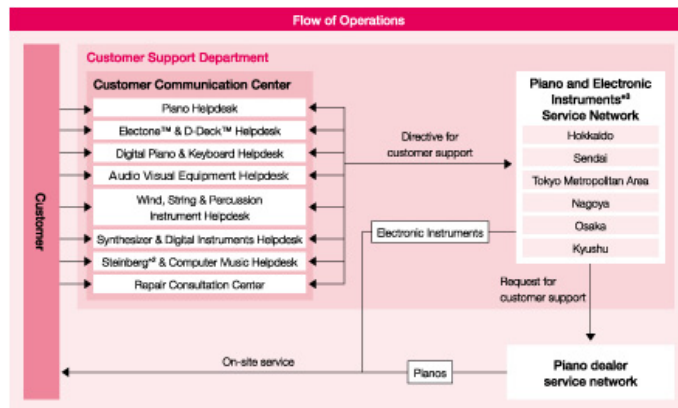 Flow of Operations
Customer Support Department
Customer Communication Center
Piano Helpdesk
Electone™ & D-Deck™ Helpdesk
Digital Piano & Keyboard Helpdesk
Audio Visual Equipment Helpdesk
Wind, String & Percussion
Instrument Helpdesk
Synthesizer & Digital Instruments Helpdesk
Steinberg*² & Computer Music Helpdesk
Repair Consultation Center
Customer
Directive for
customer support
Piano and Electronic
Instruments*³
Service Network
Hokkaido
Sendai
Tokyo Metropolitan Area
Nagoya
Osaka
Kyushu
Electronic Instruments
Request for
customer support
On-site service
Pianos
Piano dealer
service network